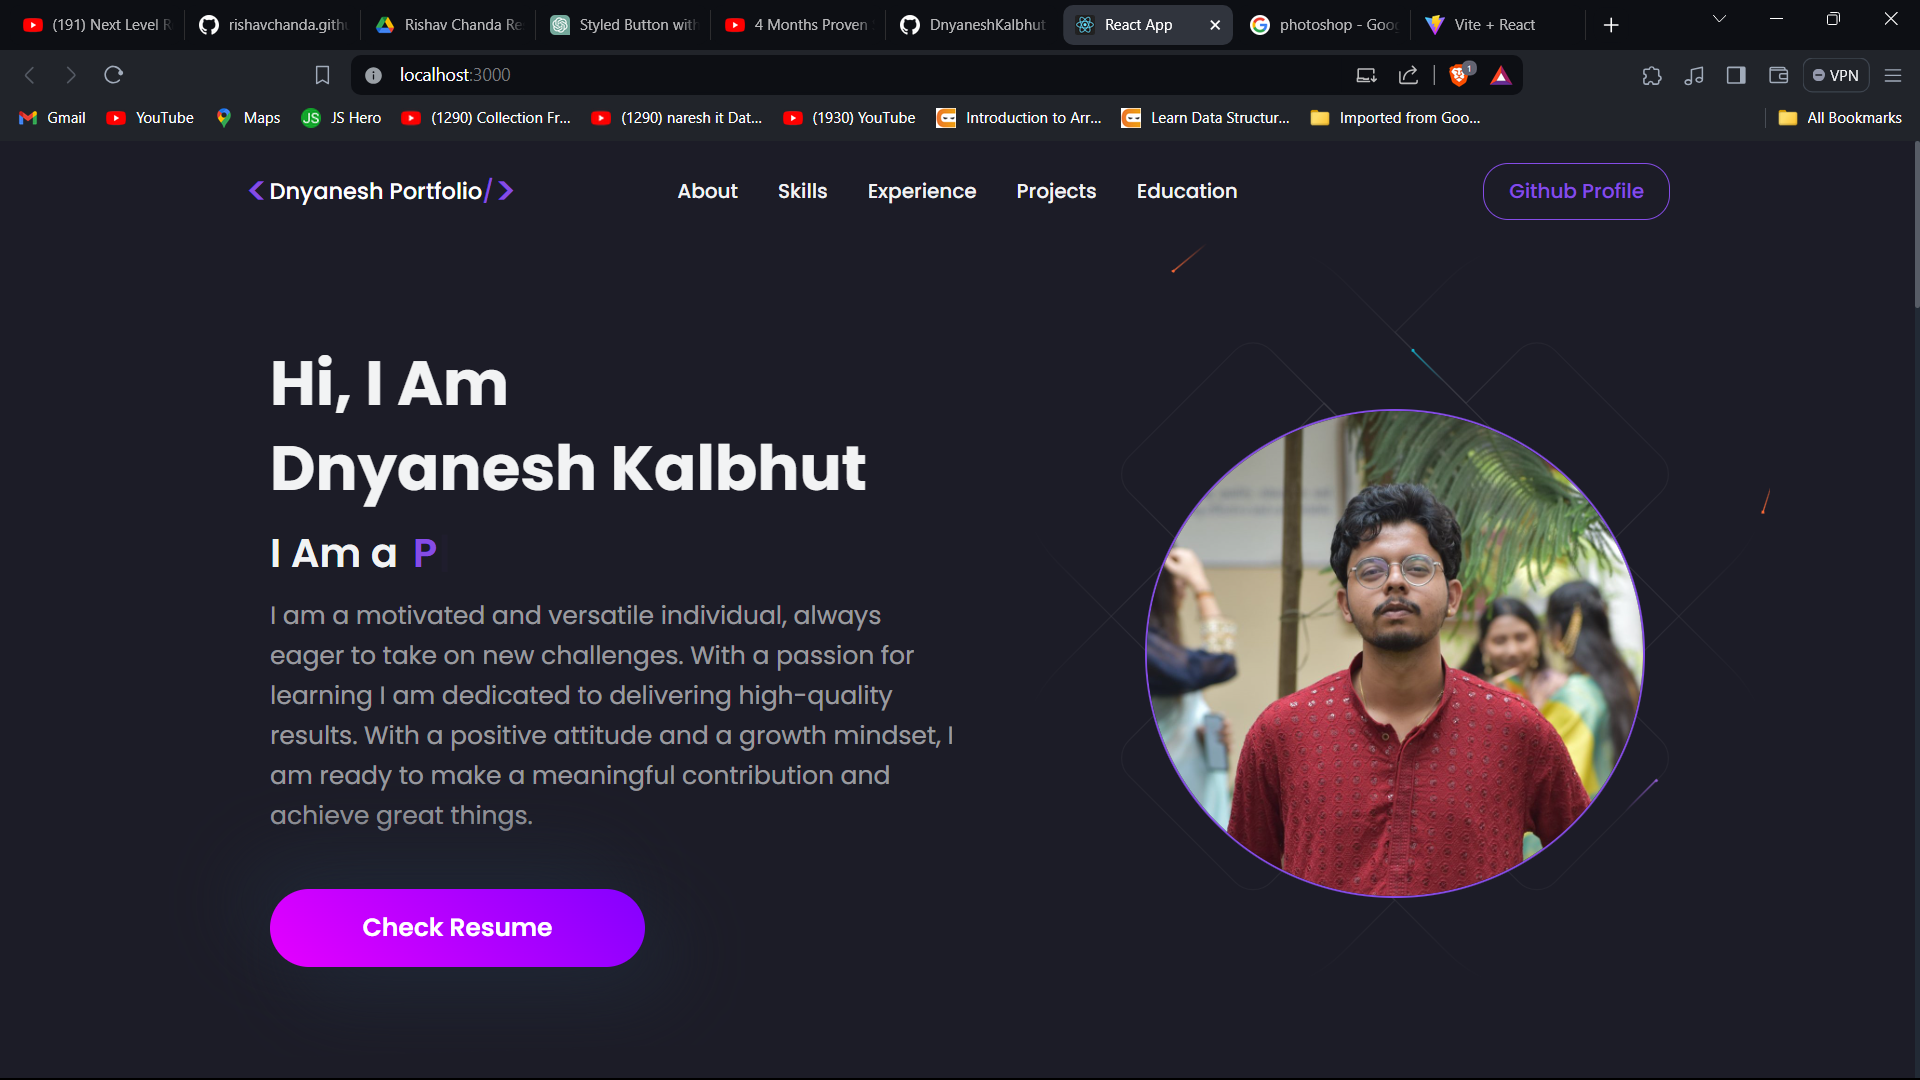 (191) Next Level R
rishavchanda.githu
Rishav Chanda Re
Styled Button with
4 Months Proven
DnyaneshKalbhut
React App
photoshop - Goo
Vite + React
localhost:3000
1
VPN
Gmail
YouTube
Maps
JS
JS Hero
(1290) Collection Fr...
(1290) naresh it Dat...
(1930) YouTube
Introduction to Arr...
Learn Data Structur...
Imported from Goo...
All Bookmarks
<Dnyanesh Portfolio/>
About
Skills
Experience
Projects
Education
Github Profile
Hi, I Am
Dnyanesh Kalbhut
I Am a P
I am a motivated and versatile individual, always
eager to take on new challenges. With a passion for
learning I am dedicated to delivering high-quality
results. With a positive attitude and a growth mindset, I
am ready to make a meaningful contribution and
achieve great things.
Check Resume